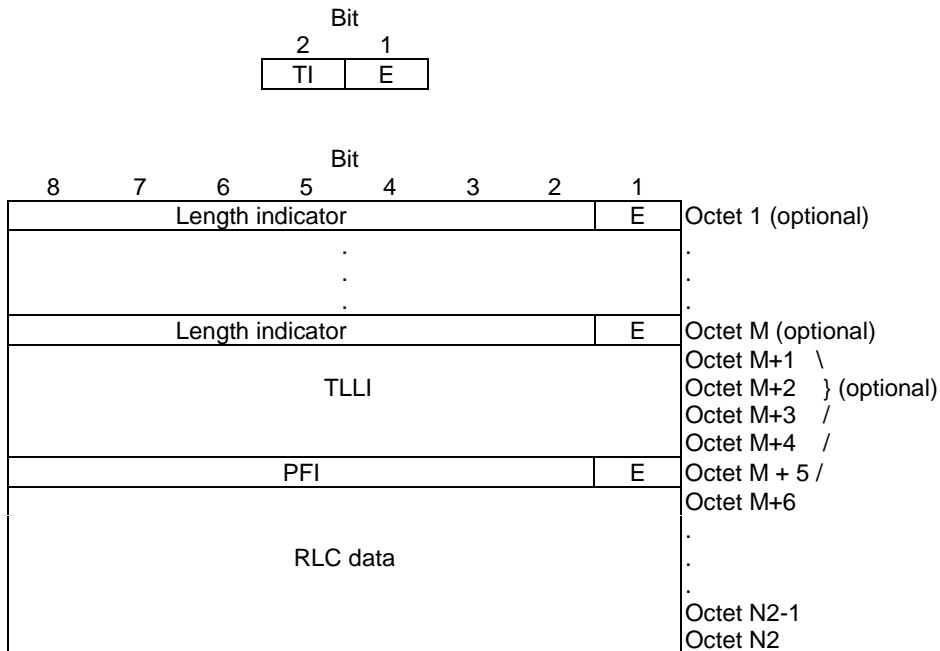 Bit
2 1
TI E
Bit
8 7 6 5 4 3 2 1
Length indicator E Octet 1 (optional)
. .
. .
. .
Length indicator E Octet M (optional)
Octet M+1 \
TLLI Octet M+2 } (optional)
Octet M+3 /
Octet M+4 /
PFI E Octet M + 5 /
Octet M+6
.
RLC data .
.
Octet N2-1
Octet N2